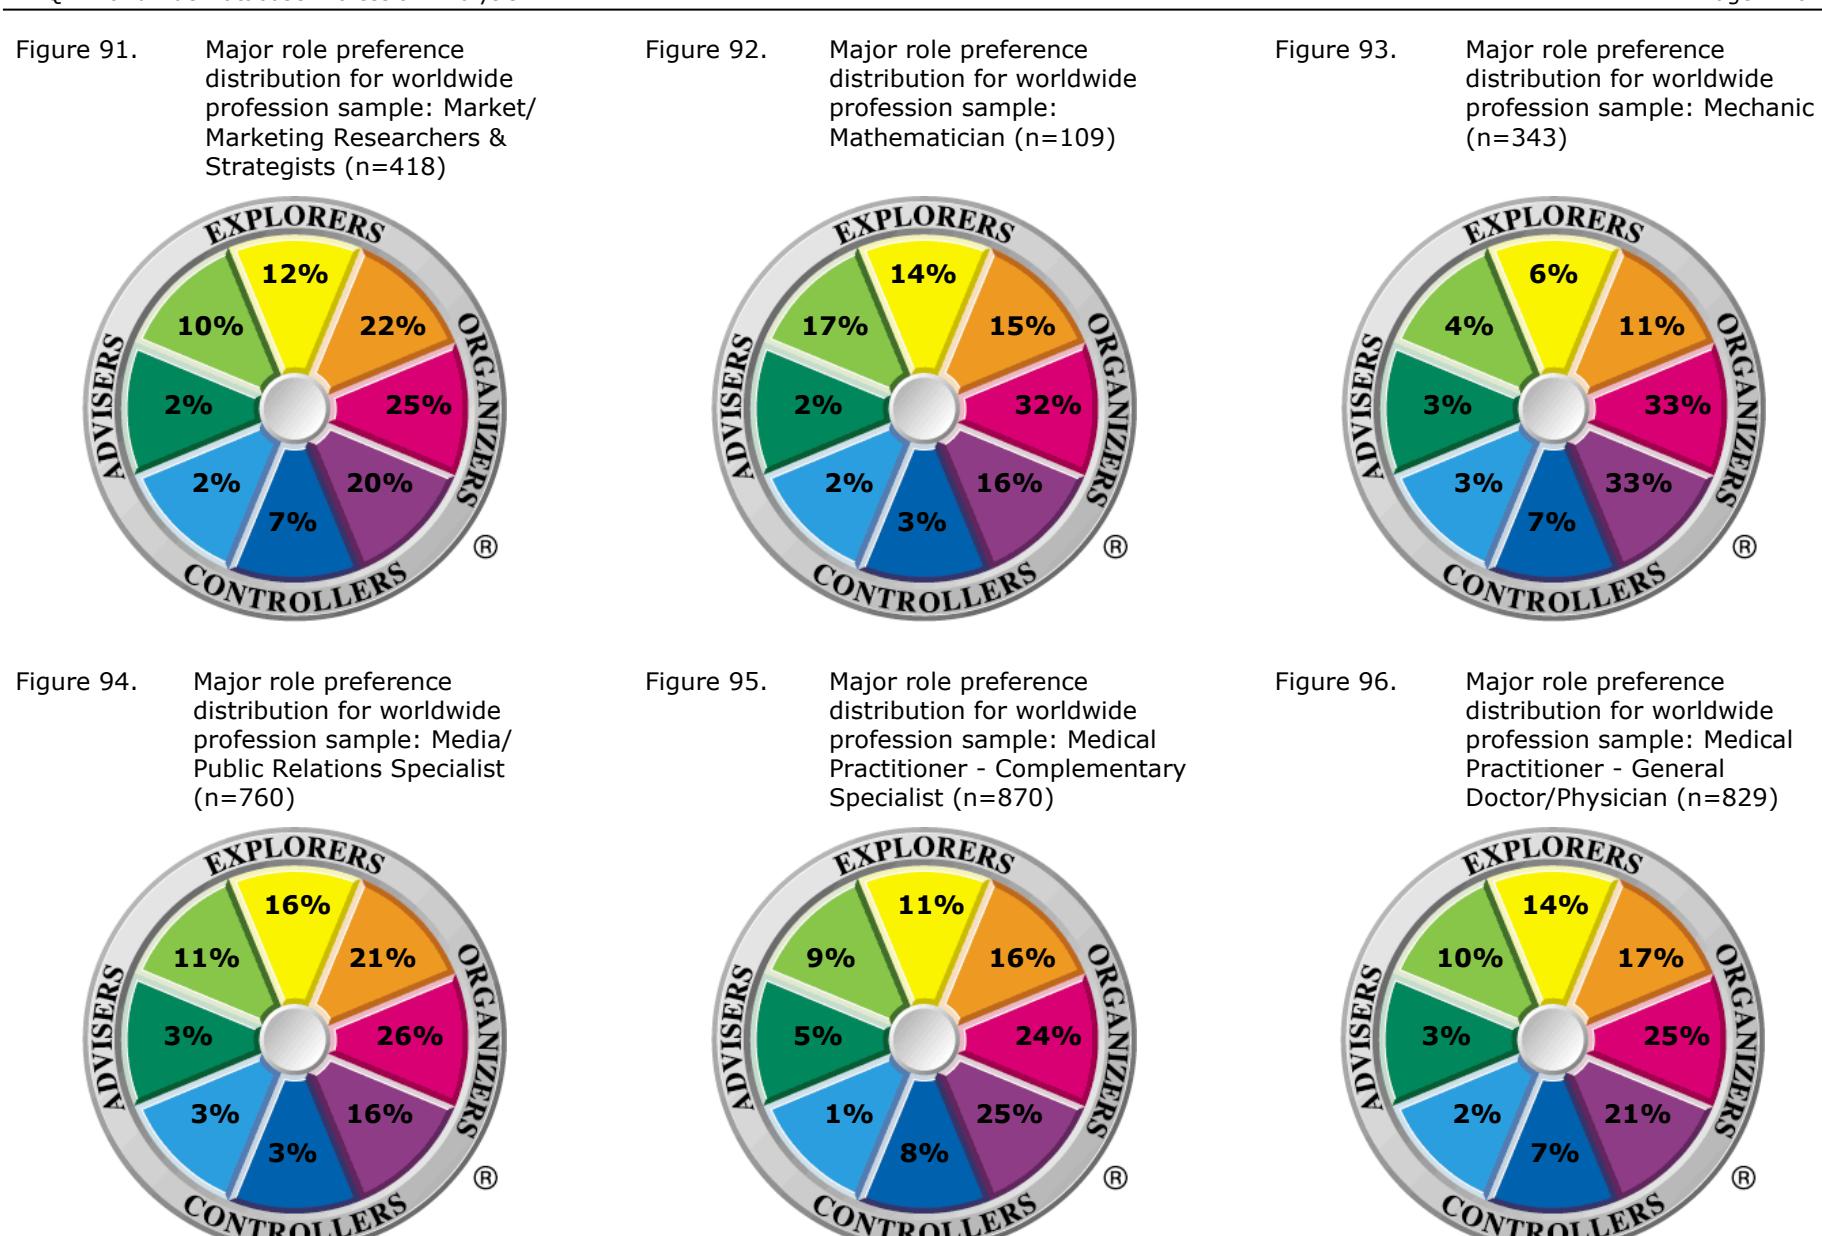 Figure 91. Major role preference
distribution for worldwide
profession sample: Market/
Marketing Researchers &
Strategists (n=418)
EXPLORERS
12%
10%
22%
ADVISERS
2%
25%
ORGANIZERS
2%
20%
7%
CONTROLLERS
®
Figure 92. Major role preference
distribution for worldwide
profession sample:
Mathematician (n=109)
EXPLORERS
14%
17%
15%
ADVISERS
2%
32%
ORGANIZERS
2%
16%
3%
CONTROLLERS
®
Figure 93. Major role preference
distribution for worldwide
profession sample: Mechanic
(n=343)
EXPLORERS
6%
4%
11%
ADVISERS
3%
33%
ORGANIZERS
3%
33%
7%
CONTROLLERS
®
Figure 94. Major role preference
distribution for worldwide
profession sample: Media/
Public Relations Specialist
(n=760)
EXPLORERS
16%
11%
21%
ADVISERS
3%
26%
ORGANIZERS
3%
16%
3%
CONTROLLERS
®
Figure 95. Major role preference
distribution for worldwide
profession sample: Medical
Practitioner - Complementary
Specialist (n=870)
EXPLORERS
11%
9%
16%
ADVISERS
5%
24%
ORGANIZERS
1%
25%
8%
CONTROLLERS
®
Figure 96. Major role preference
distribution for worldwide
profession sample: Medical
Practitioner - General
Doctor/Physician (n=829)
EXPLORERS
14%
10%
17%
ADVISERS
3%
25%
ORGANIZERS
2%
21%
7%
CONTROLLERS
®